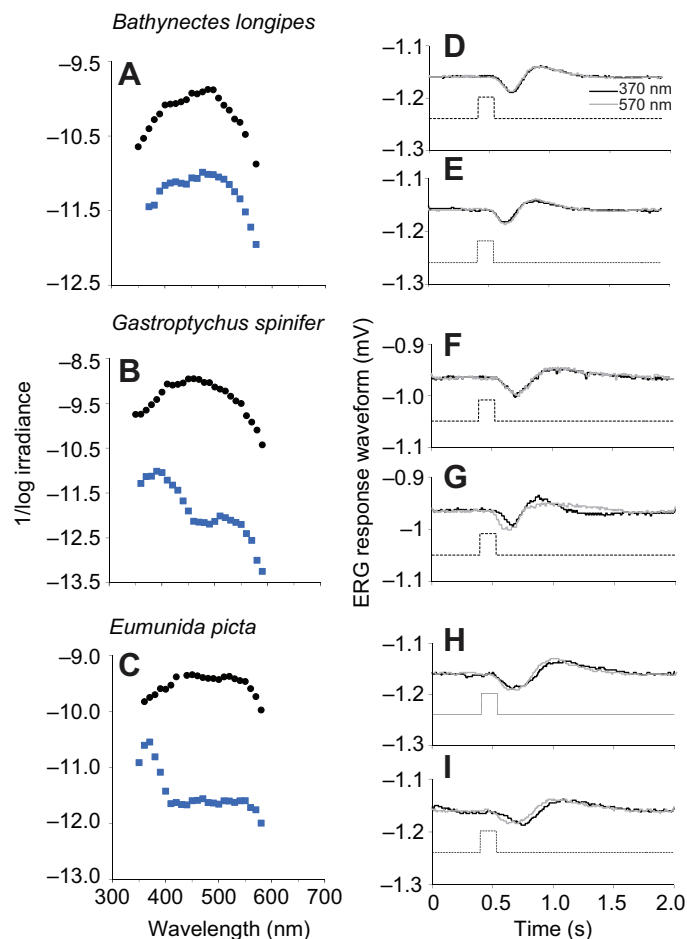 Bathynectes longipes
A
–9.5
–10.5
–11.5
–12.5
Gastroptychus spinifer
B
–8.5
–9.5
–10.5
–11.5
–12.5
–13.5
1/log irradiance
Eumunida picta
C
–9.0
–10.0
–11.0
–12.0
–13.0
300 400 500 600 700
Wavelength (nm)
D
–1.1
–1.2
–1.3
370 nm
570 nm
E
–1.1
–1.2
–1.3
F
–0.9
–1.0
–1.1
G
–0.9
–1
–1.1
ERG response waveform (mV)
H
–1.1
–1.2
–1.3
I
–1.1
–1.2
–1.3
0 0.5 1.0 1.5 2.0
Time (s)